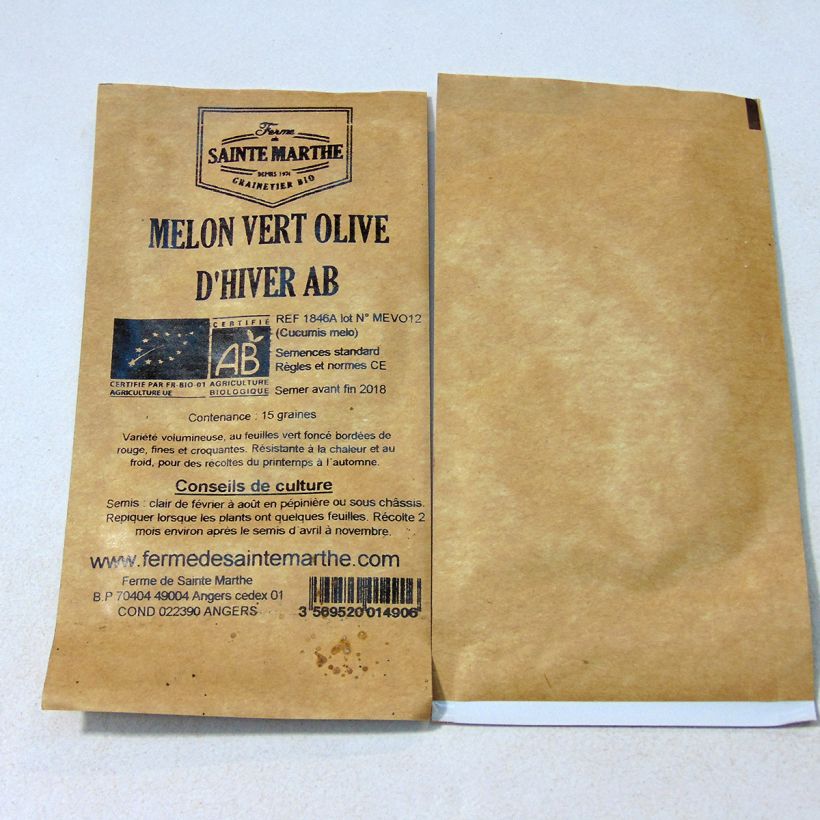 Ferme
de
SAINTE MARTHE
DEPUIS 1974
GRAINETIER BIO
MELON VERT OLIVE
D'HIVER AB
CERTIFIÉ
AB
CERTIFIÉ PAR FR-BIO-01
AGRICULTURE UE
AGRICULTURE
BIOLOGIQUE
REF 1846A lot N° MEVO12
(Cucumis melo)
Semences standard
Règles et normes CE
Semer avant fin 2018
Contenance : 15 graines
Variété volumineuse, au feuilles vert foncé bordées de
rouge, fines et croquantes. Résistante à la chaleur et au
froid, pour des récoltes du printemps à l'automne.
Conseils de culture
Semis : clair de février à août en pépinière ou sous châssis.
Repiquer lorsque les plants ont quelques feuilles. Récolte 2
mois environ après le semis d'avril à novembre.
www.fermedesaintemarthe.com
Ferme de Sainte Marthe
B.P 70404 49004 Angers cedex 01
COND 022390 ANGERS
3 569520 014906